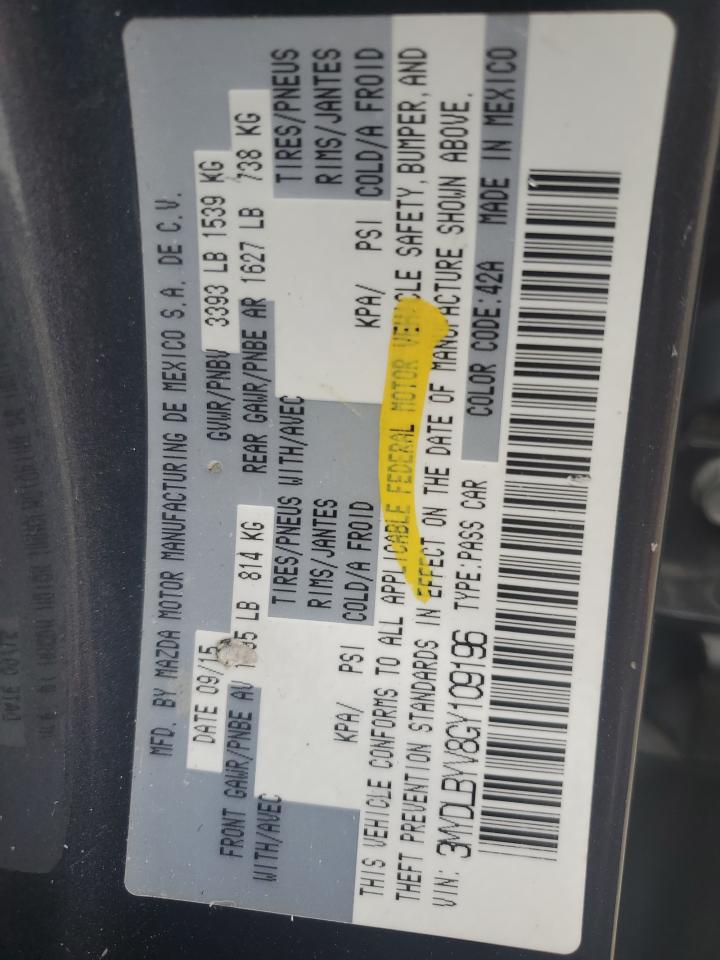 MFD. BY MAZDA MOTOR MANUFACTURING DE MEXICO S.A. DE C.V.
DATE 09/15 GVWR/PNBV 3393 LB 1539 KG
FRONT GAWR/PNBE AV LB 814 KG REAR GAWR/PNBE AR 1627 LB 738 KG
WITH/AVEC TIRES/PNEUS WITH/AVEC TIRES/PNEUS
RIMS/JANTES RIMS/JANTES
KPA/ PSI COLD/A FROID KPA/ PSI COLD/A FROID
THIS VEHICLE CONFORMS TO ALL APPLICABLE FEDERAL MOTOR VEHICLE SAFETY, BUMPER, AND
THEFT PREVENTION STANDARDS IN EFFECT ON THE DATE OF MANUFACTURE SHOWN ABOVE.
VIN: 3MYDLBYV8GY109196 TYPE:PASS CAR COLOR CODE:42A MADE IN MEXICO